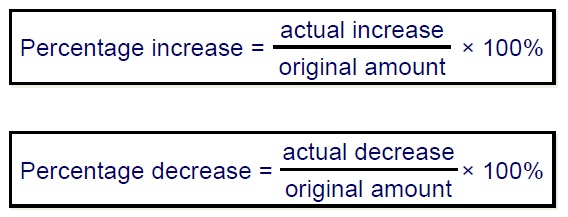 Percentage increase = actual increase / original amount × 100%
Percentage decrease = actual decrease / original amount × 100%